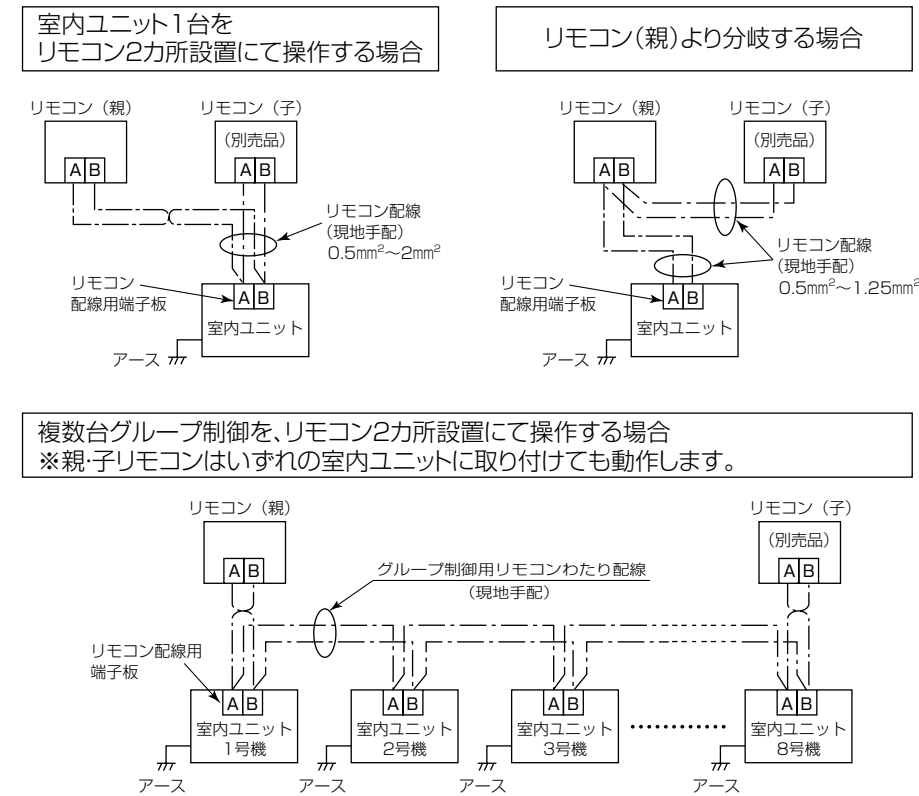 室内ユニット1台を
リモコン2カ所設置にて操作する場合
リモコン（親）
リモコン（子）
（別売品）
A B
A B
リモコン配線
（現地手配）
0.5mm²～2mm²
リモコン
配線用端子板
A B
室内ユニット
アース
リモコン（親）より分岐する場合
リモコン（親）
リモコン（子）
（別売品）
A B
A B
リモコン配線
（現地手配）
0.5mm²～1.25mm²
リモコン
配線用端子板
A B
室内ユニット
アース
複数台グループ制御を、リモコン2カ所設置にて操作する場合
※親・子リモコンはいずれの室内ユニットに取り付けても動作します。
リモコン（親）
リモコン（子）
（別売品）
A B
A B
グループ制御用リモコンわたり配線
（現地手配）
リモコン配線用
端子板
A B
A B
A B
A B
室内ユニット
1号機
室内ユニット
2号機
室内ユニット
3号機
室内ユニット
8号機
アース
アース
アース
アース